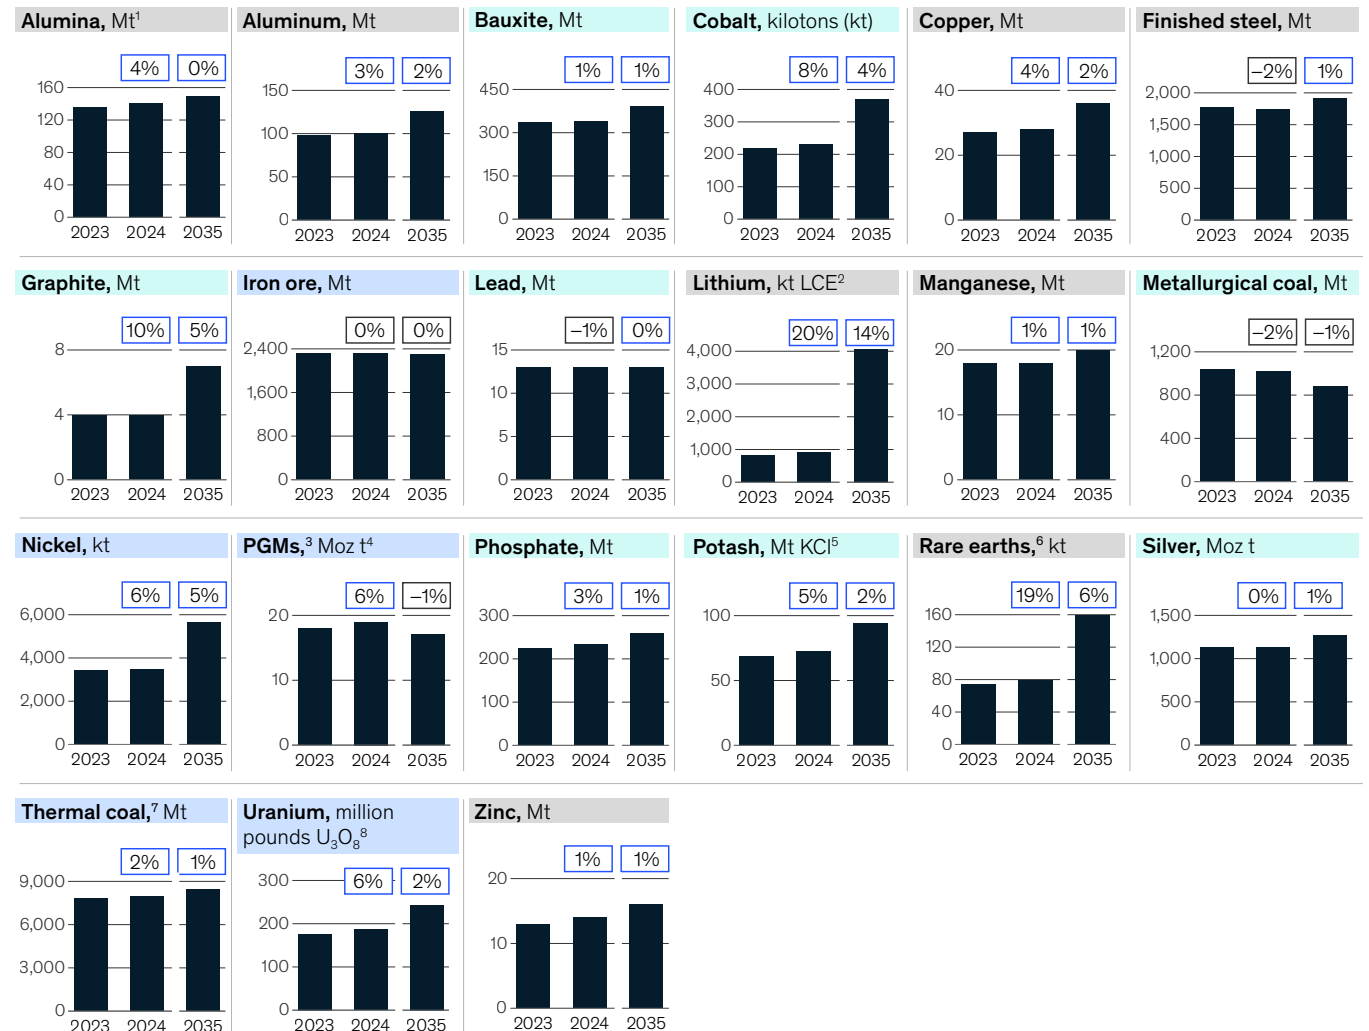 Alumina, Mt¹
4% 0%
160
120
80
40
0
2023 2024 2035
Aluminum, Mt
3% 2%
150
100
50
0
2023 2024 2035
Bauxite, Mt
1% 1%
450
300
150
0
2023 2024 2035
Cobalt, kilotons (kt)
8% 4%
400
300
200
100
0
2023 2024 2035
Copper, Mt
4% 2%
40
20
0
2023 2024 2035
Finished steel, Mt
–2% 1%
2,000
1,500
1,000
500
0
2023 2024 2035
Graphite, Mt
10% 5%
8
4
0
2023 2024 2035
Iron ore, Mt
0% 0%
2,400
1,600
800
0
2023 2024 2035
Lead, Mt
–1% 0%
15
10
5
0
2023 2024 2035
Lithium, kt LCE²
20% 14%
4,000
3,000
2,000
1,000
0
2023 2024 2035
Manganese, Mt
1% 1%
20
10
0
2023 2024 2035
Metallurgical coal, Mt
–2% –1%
1,200
800
400
0
2023 2024 2035
Nickel, kt
6% 5%
6,000
4,000
2,000
0
2023 2024 2035
PGMs,³ Moz t⁴
6% –1%
20
10
0
2023 2024 2035
Phosphate, Mt
3% 1%
300
200
100
0
2023 2024 2035
Potash, Mt KCl⁵
5% 2%
100
50
0
2023 2024 2035
Rare earths,⁶ kt
19% 6%
160
120
80
40
0
2023 2024 2035
Silver, Moz t
0% 1%
1,500
1,000
500
0
2023 2024 2035
Thermal coal,⁷ Mt
2% 1%
9,000
6,000
3,000
0
2023 2024 2035
Uranium, million
pounds U₃O₈⁸
6% 2%
300
200
100
0
2023 2024 2035
Zinc, Mt
1% 1%
20
10
0
2023 2024 2035